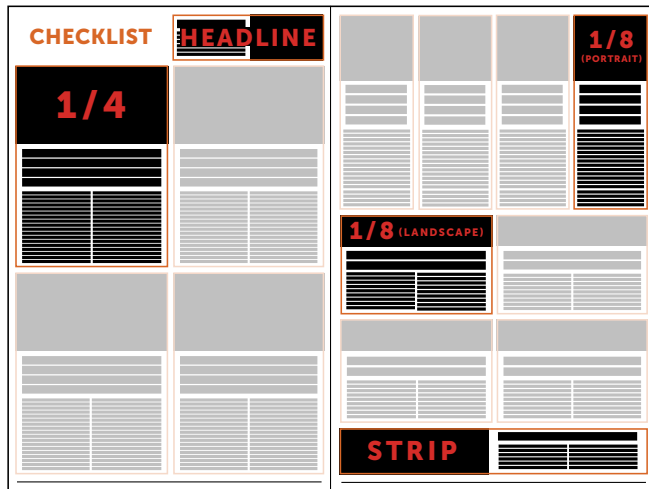 CHECKLIST
HEADLINE
1/4
1/8
(PORTRAIT)
1/8 (LANDSCAPE)
STRIP